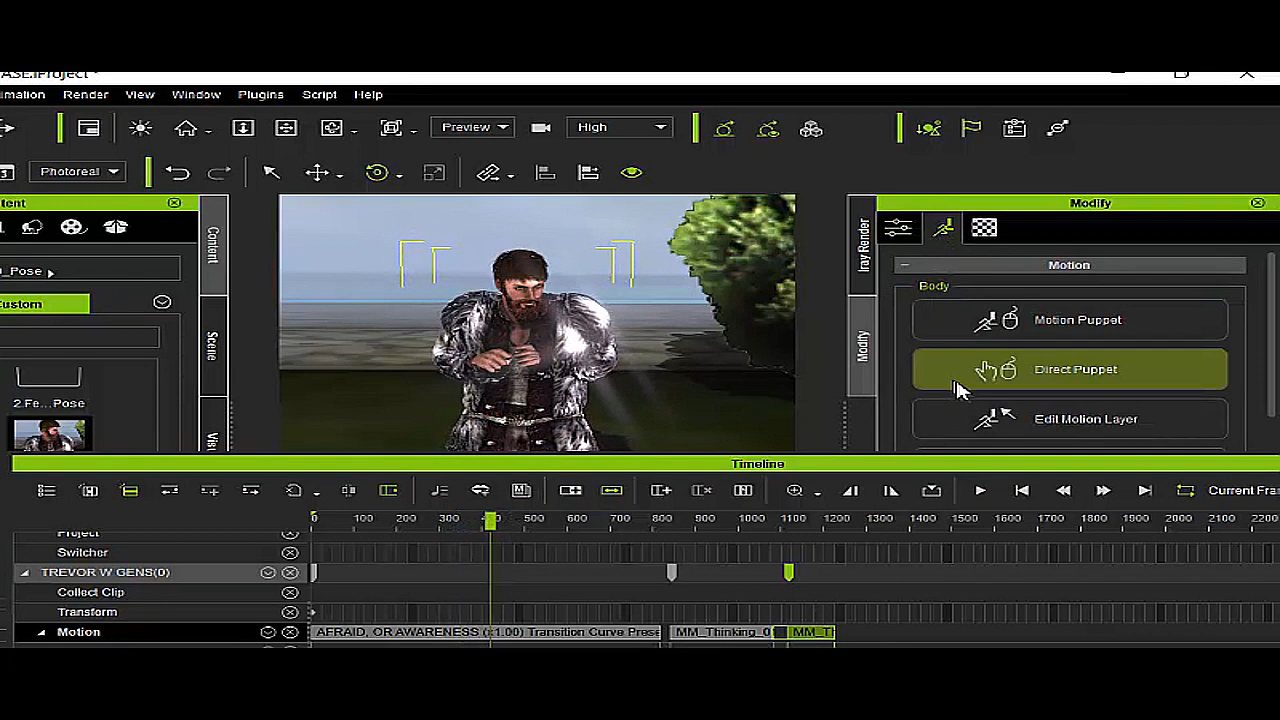 ASE.iProject *
imation Render View Window Plugins Script Help
Preview High
Photoreal
tent Modify
_Pose
ustom
2.Fe...Pose
Content
Scene
Visu
Iray Render
Modify
Motion
Body
Motion Puppet
Direct Puppet
Edit Motion Layer
Timeline
Current Fra
0 100 200 300 400 500 600 700 800 900 1000 1100 1200 1300 1400 1500 1600 1700 1800 1900 2000 2100 2200
Project
Switcher
TREVOR W GENS(0)
Collect Clip
Transform
Motion AFRAID, OR AWARENESS (x1.00) Transition Curve Prese MM_Thinking_0 MM_T